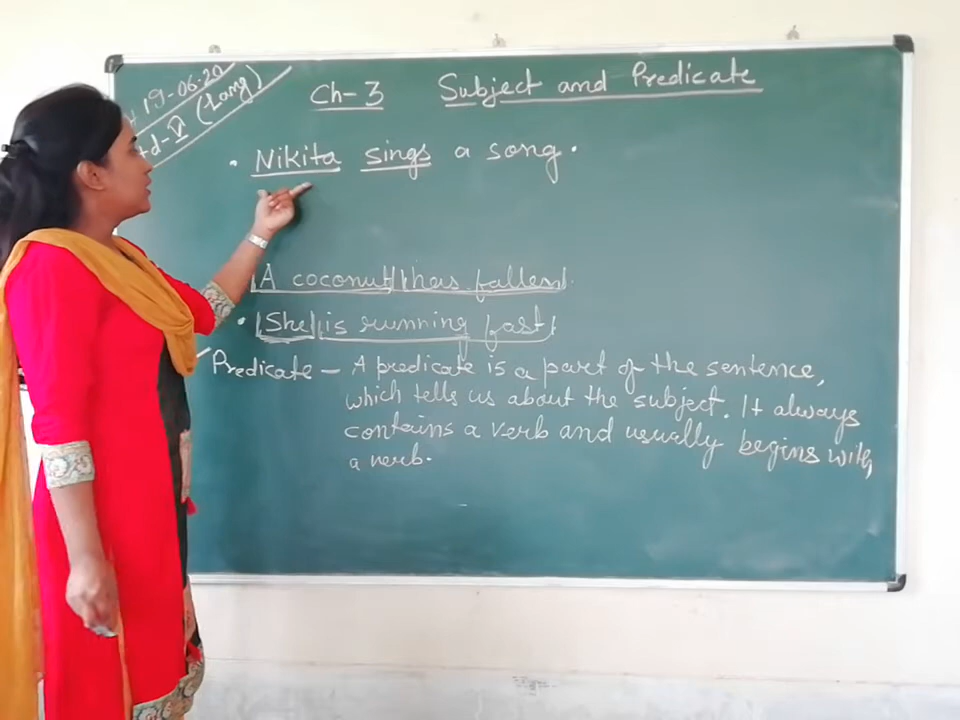 19-06-20
Std-V (Lang)
Ch-3 Subject and Predicate
• Nikita sings a song.
A coconut has fallen.
• She is running fast.
Predicate - A predicate is a part of the sentence,
which tells us about the subject. It always
contains a verb and usually begins with
a verb.